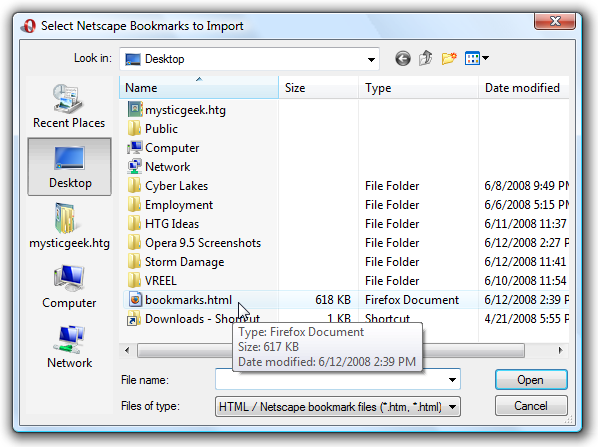 Select Netscape Bookmarks to Import
Look in: Desktop
Name Size Type Date modified
mysticgeek.htg
Public
Computer
Network
Cyber Lakes File Folder 6/8/2008 9:49 PM
Employment File Folder 6/6/2008 5:15 PM
HTG Ideas File Folder 6/11/2008 11:37
Opera 9.5 Screenshots File Folder 6/12/2008 2:27 P
Storm Damage File Folder 6/12/2008 11:41
VREEL File Folder 6/10/2008 11:54
bookmarks.html 618 KB Firefox Document 6/12/2008 2:39 P
Downloads - Shortcut 1 KB Shortcut 4/21/2008 5:55 P
Type: Firefox Document
Size: 617 KB
Date modified: 6/12/2008 2:39 PM
Recent Places
Desktop
mysticgeek.htg
Computer
Network
File name:
Open
Files of type: HTML / Netscape bookmark files (*.htm, *.html)
Cancel